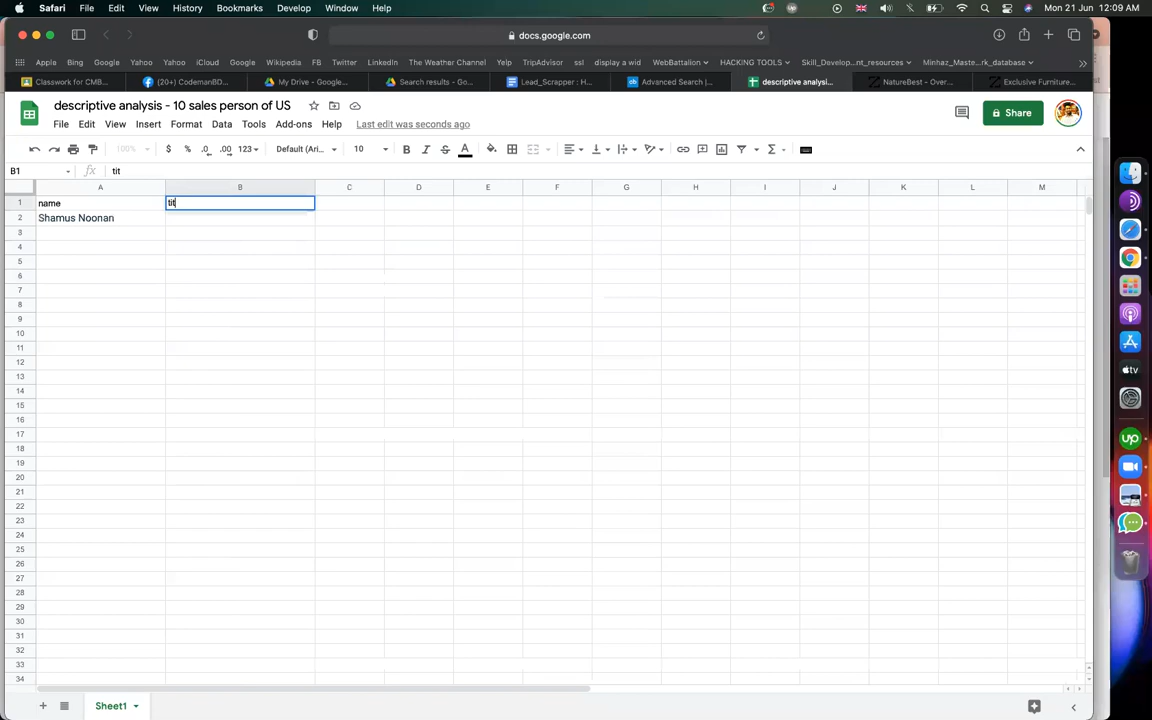 Safari File Edit View History Bookmarks Develop Window Help Mon 21 Jun 12:09 AM
docs.google.com
Apple Bing Google Yahoo Yahoo iCloud Google Wikipedia FB Twitter LinkedIn The Weather Channel Yelp TripAdvisor ssl display a wid WebBattalion HACKING TOOLS Skill_Develop...nt_resources Minhaz_Maste...rk_database
Classwork for CMB... (20+) CodemanBD... My Drive - Google... Search results - Go... Lead_Scrapper : H... Advanced Search |... descriptive analysi... NatureBest - Over... Exclusive Furniture...
descriptive analysis - 10 sales person of US
File Edit View Insert Format Data Tools Add-ons Help Last edit was seconds ago
Share
100% $ % .0 .00 123 Default (Ari... 10 B I S A
B1 fx tit
A B C D E F G H I J K L M
1 name tit
2 Shamus Noonan
3
4
5
6
7
8
9
10
11
12
13
14
15
16
17
18
19
20
21
22
23
24
25
26
27
28
29
30
31
32
33
34
Sheet1
tv
up